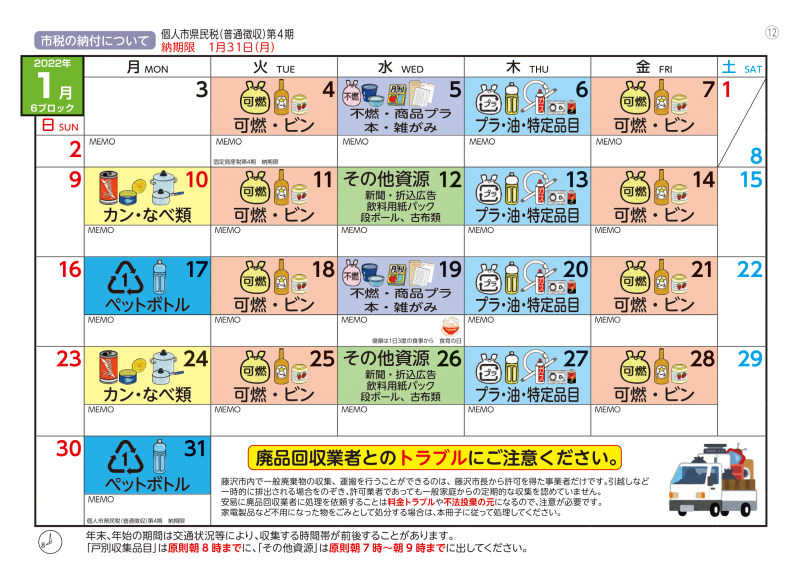 ⑫
市税の納付について
個人市県民税(普通徴収)第4期
納期限 1月31日(月)
2022年
1月
6ブロック
日 SUN
月 MON
火 TUE
水 WED
木 THU
金 FRI
土 SAT
3
可燃
4
可燃・ビン
不燃
5
不燃・商品プラ
本・雑がみ
プラ
6
プラ・油・特定品目
可燃
7
可燃・ビン
1
2
MEMO
MEMO
固定資産税第4期 納期限
MEMO
MEMO
MEMO
8
9
10
カン・なべ類
可燃
11
可燃・ビン
その他資源 12
新聞・折込広告
飲料用紙パック
段ボール、古布類
プラ
13
プラ・油・特定品目
可燃
14
可燃・ビン
15
MEMO
MEMO
MEMO
MEMO
MEMO
16
1
17
ペットボトル
可燃
18
可燃・ビン
不燃
19
不燃・商品プラ
本・雑がみ
プラ
20
プラ・油・特定品目
可燃
21
可燃・ビン
22
MEMO
MEMO
MEMO
健康は1日3度の食事から 食育の日
MEMO
MEMO
23
24
カン・なべ類
可燃
25
可燃・ビン
その他資源 26
新聞・折込広告
飲料用紙パック
段ボール、古布類
プラ
27
プラ・油・特定品目
可燃
28
可燃・ビン
29
MEMO
MEMO
MEMO
MEMO
MEMO
30
1
31
ペットボトル
MEMO
個人市県民税(普通徴収)第4期 納期限
廃品回収業者とのトラブルにご注意ください。
藤沢市内で一般廃棄物の収集、運搬を行うことができるのは、藤沢市長から許可を得た事業者だけです。引越しなど
一時的に排出される場合をのぞき、許可業者であっても一般家庭からの定期的な収集を認めていません。
安易に廃品回収業者に処理を依頼することは料金トラブルや不法投棄の元になるので、注意が必要です。
家電製品など不用になった物をごみとして処分する場合は、本冊子に従って処理してください。
8
年末、年始の期間は交通状況等により、収集する時間帯が前後することがあります。
「戸別収集品目」は原則朝8時までに、「その他資源」は原則朝7時〜朝9時までに出してください。